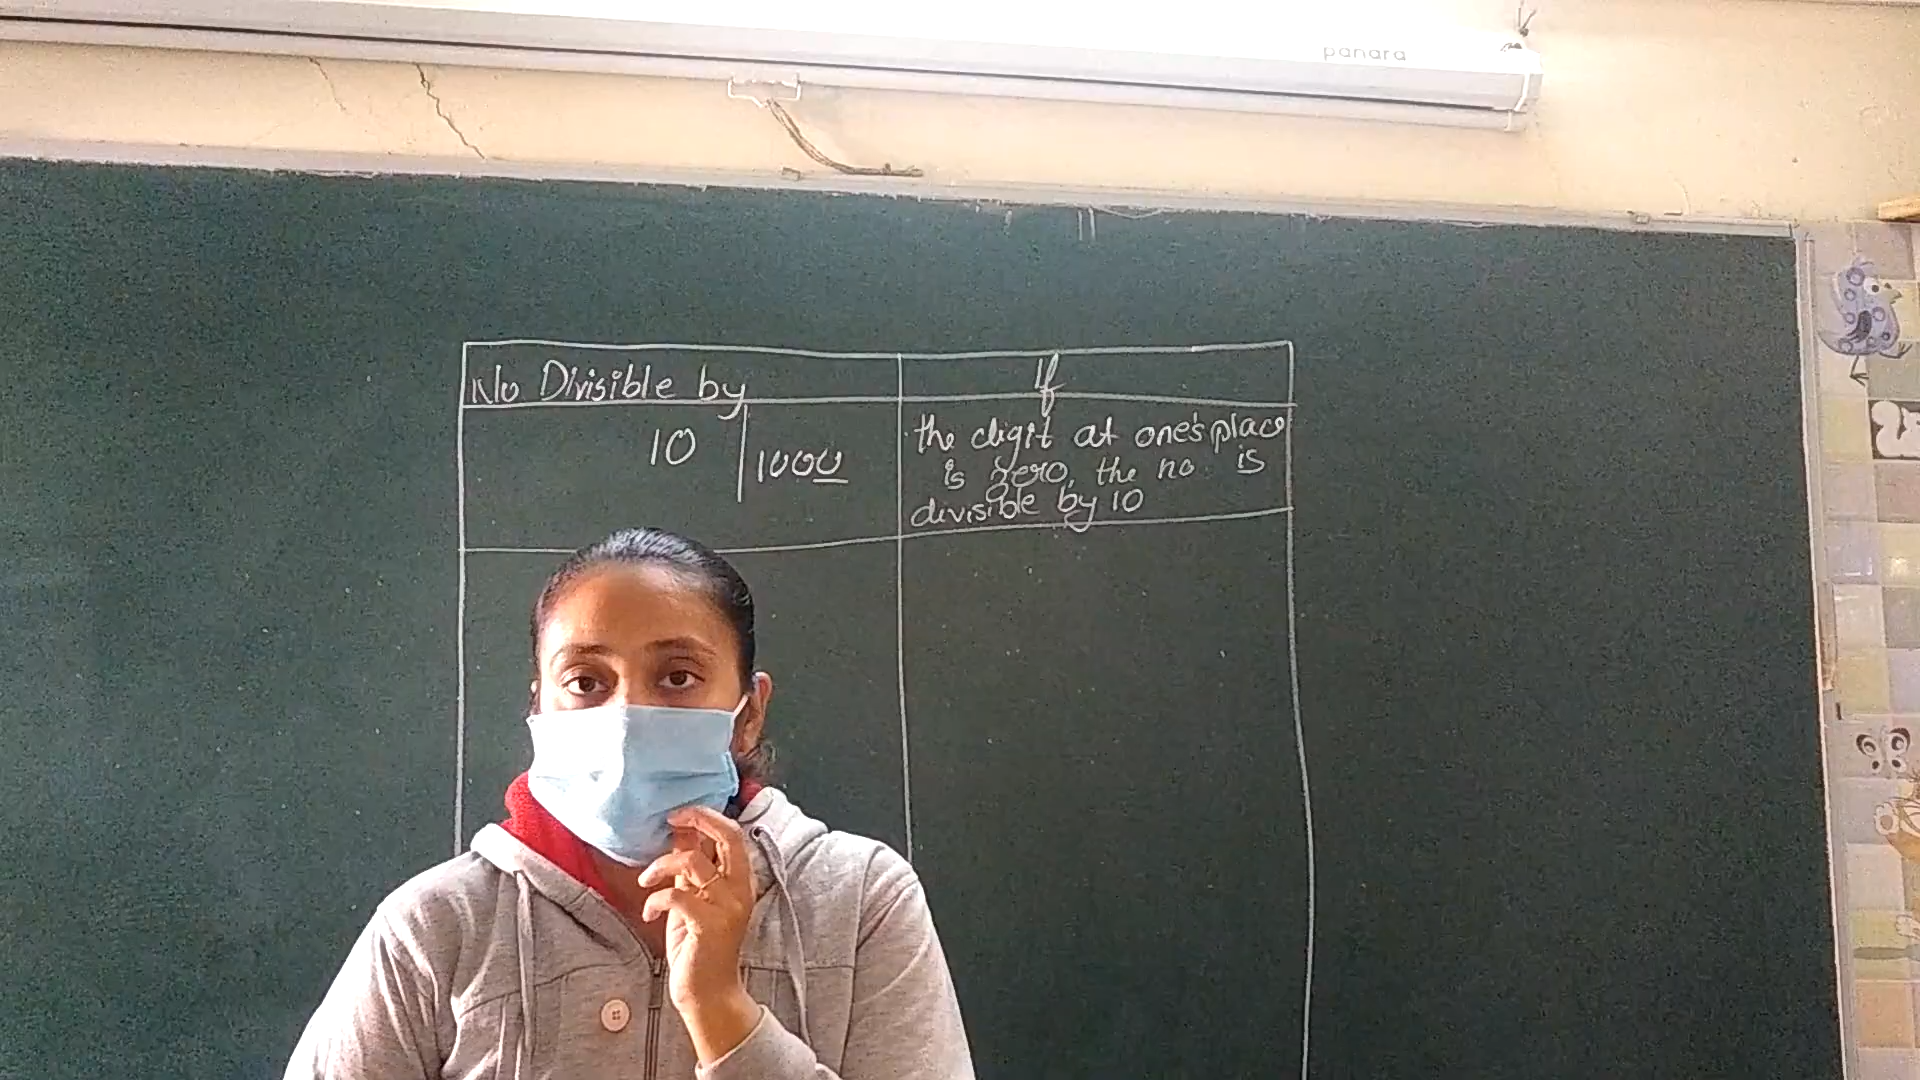 panara
No Divisible by
If
10
1000
the digit at one's place
is zero, the no. is
divisible by 10